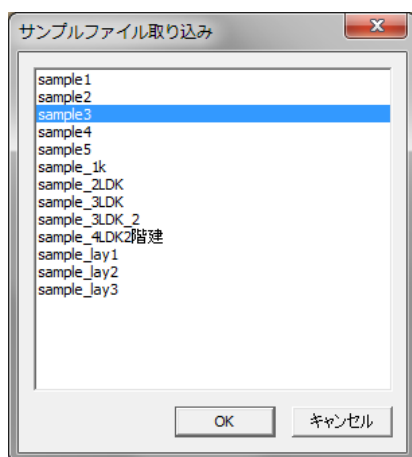 サンプルファイル取り込み
sample1
sample2
sample3
sample4
sample5
sample_1k
sample_2LDK
sample_3LDK
sample_3LDK_2
sample_4LDK2階建
sample_lay1
sample_lay2
sample_lay3
OK
キャンセル